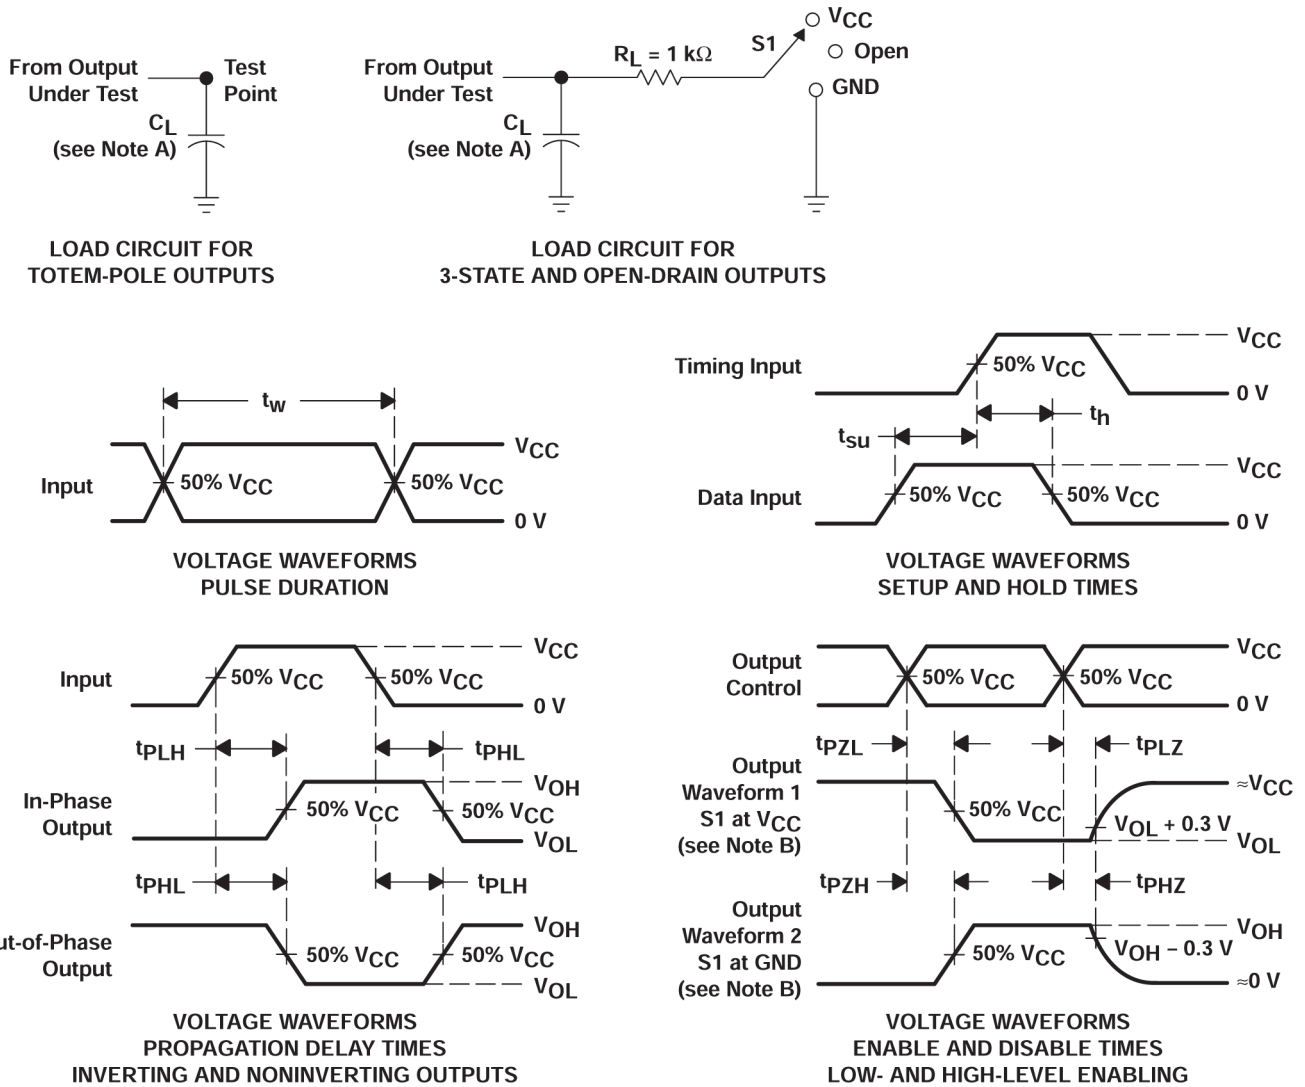 From Output
Under Test
Test
Point
CL
(see Note A)
LOAD CIRCUIT FOR
TOTEM-POLE OUTPUTS
From Output
Under Test
RL = 1 kΩ
S1
VCC
Open
GND
CL
(see Note A)
LOAD CIRCUIT FOR
3-STATE AND OPEN-DRAIN OUTPUTS
tw
Input
50% VCC
50% VCC
VCC
0 V
VOLTAGE WAVEFORMS
PULSE DURATION
Timing Input
50% VCC
VCC
0 V
th
tsu
Data Input
50% VCC
50% VCC
VCC
0 V
VOLTAGE WAVEFORMS
SETUP AND HOLD TIMES
Input
50% VCC
50% VCC
VCC
0 V
tPLH
tPHL
In-Phase
Output
50% VCC
50% VCC
VOH
VOL
tPHL
tPLH
ut-of-Phase
Output
50% VCC
50% VCC
VOH
VOL
VOLTAGE WAVEFORMS
PROPAGATION DELAY TIMES
INVERTING AND NONINVERTING OUTPUTS
Output
Control
50% VCC
50% VCC
VCC
0 V
tPZL
tPLZ
Output
Waveform 1
S1 at VCC
(see Note B)
50% VCC
≈VCC
VOL + 0.3 V
VOL
tPZH
tPHZ
Output
Waveform 2
S1 at GND
(see Note B)
50% VCC
VOH
VOH − 0.3 V
≈0 V
VOLTAGE WAVEFORMS
ENABLE AND DISABLE TIMES
LOW- AND HIGH-LEVEL ENABLING